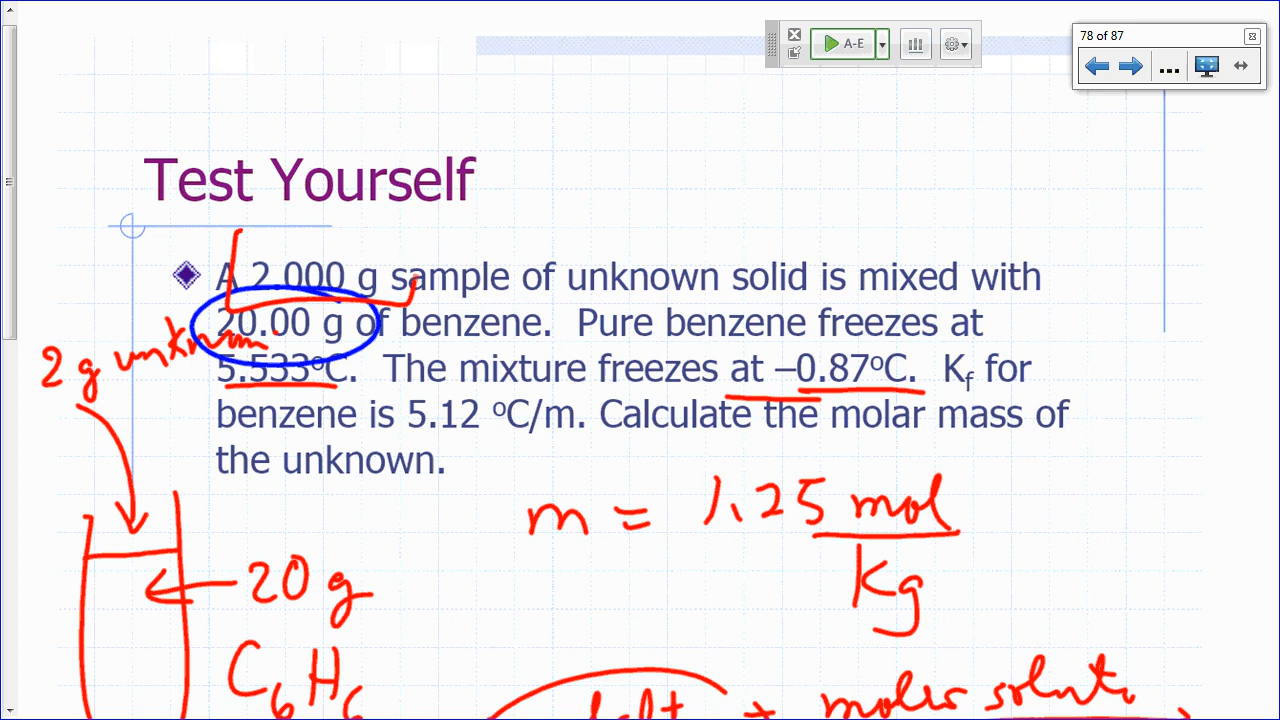 78 of 87
A-E
Test Yourself
A 2.000 g sample of unknown solid is mixed with
20.00 g of benzene. Pure benzene freezes at
5.533°C. The mixture freezes at –0.87°C. Kf for
benzene is 5.12 °C/m. Calculate the molar mass of
the unknown.
2 g unknown
m = 1.25 mol
Kg
20 g
C6H6
moles solute